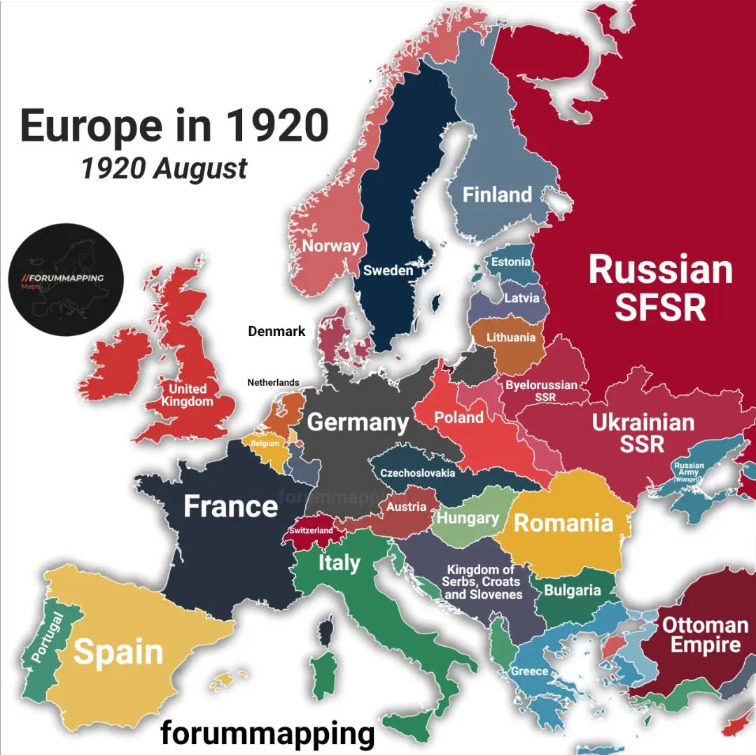 Europe in 1920
1920 August
//FORUMMAPPING
Maps
Norway
Sweden
Finland
Estonia
Latvia
Lithuania
Russian
SFSR
Denmark
United
Kingdom
Netherlands
Belgium
Germany
Poland
Byelorussian
SSR
Ukrainian
SSR
Russian
Army
(Wrangel)
Czechoslovakia
forummapping
France
Switzerland
Austria
Hungary
Romania
Italy
Kingdom of
Serbs, Croats
and Slovenes
Bulgaria
Portugal
Spain
Greece
Ottoman
Empire
forummapping